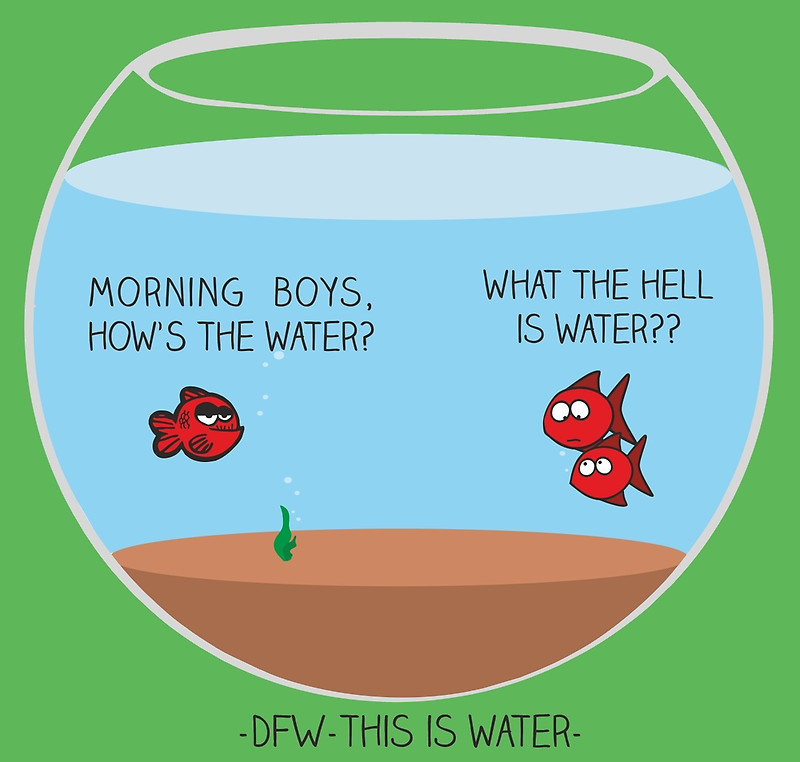 MORNING BOYS,
HOW'S THE WATER?
WHAT THE HELL
IS WATER??
-DFW-THIS IS WATER-